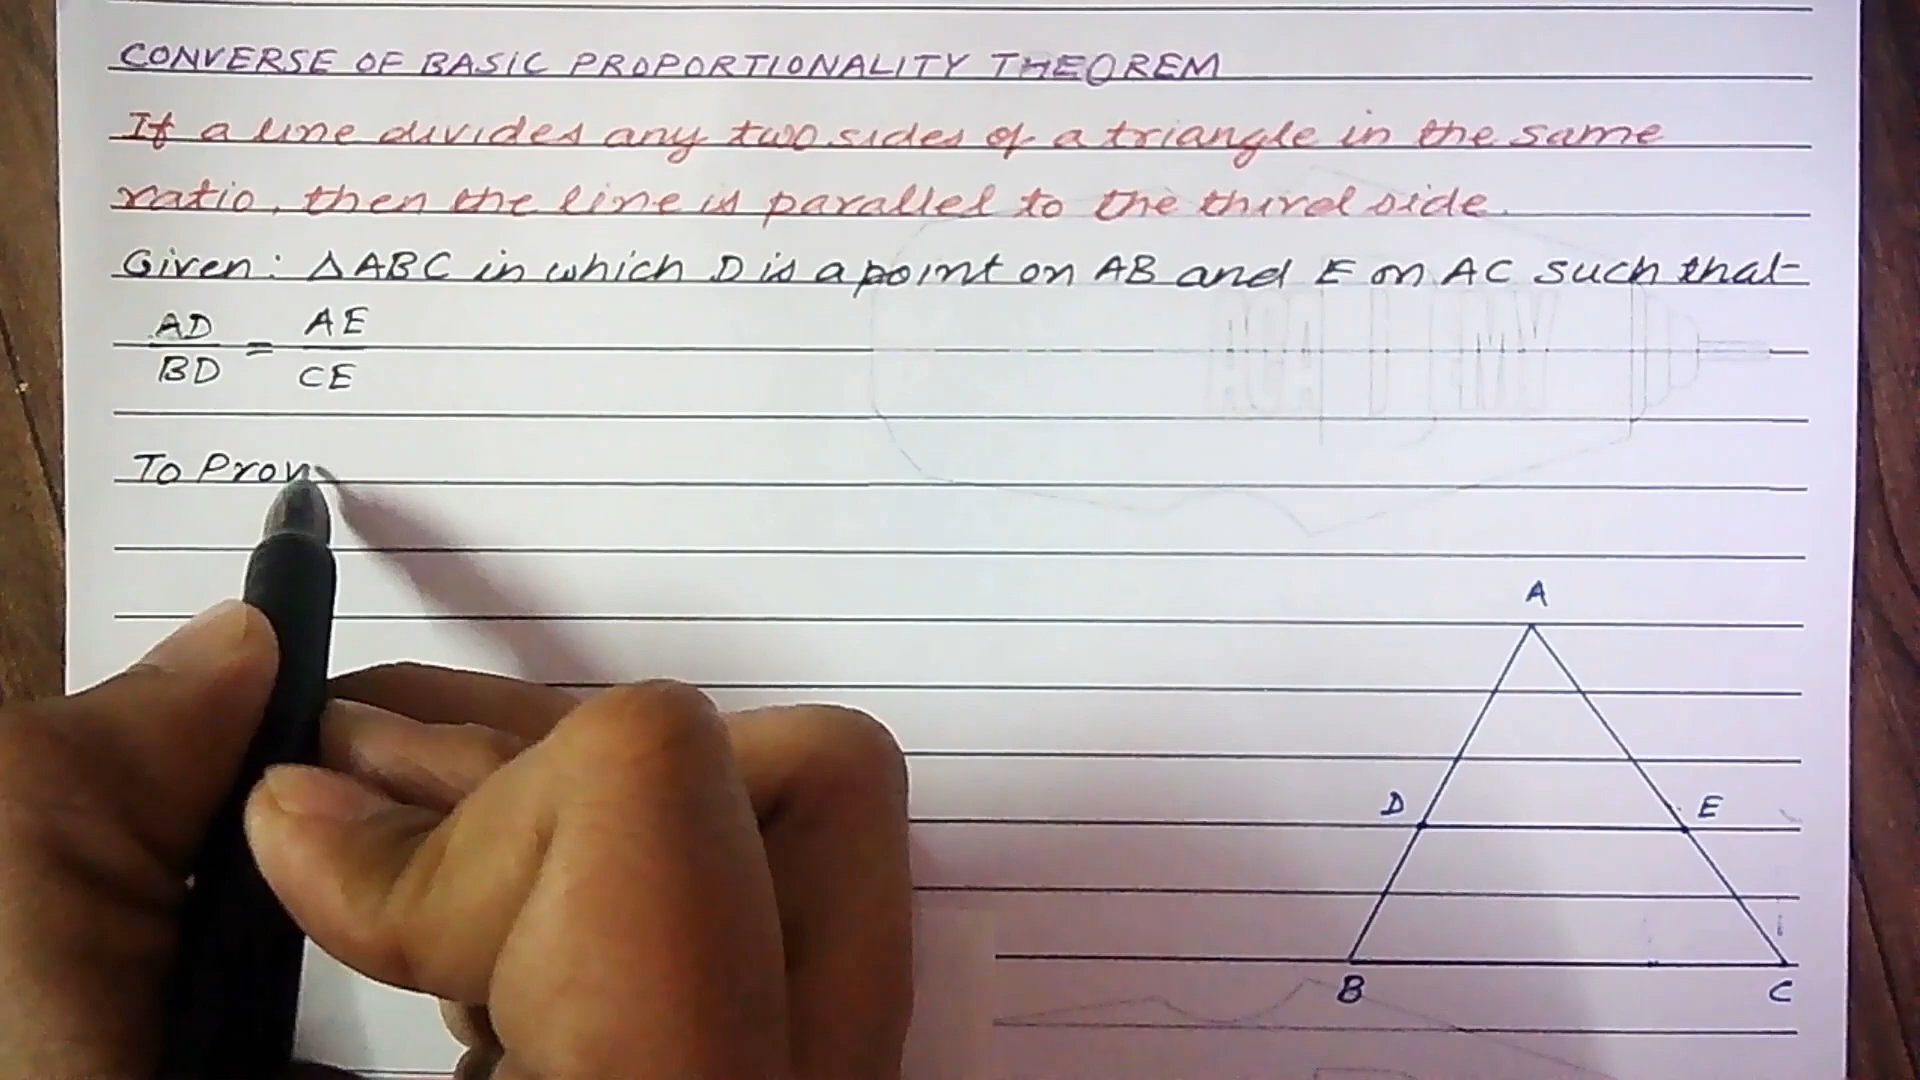 CONVERSE OF BASIC PROPORTIONALITY THEOREM
If a line divides any two sides of a triangle in the same
ratio, then the line is parallel to the third side.
Given: △ABC in which D is a point on AB and E on AC such that
AD/BD = AE/CE
To Prov
A
D E
B C
ACADEMY